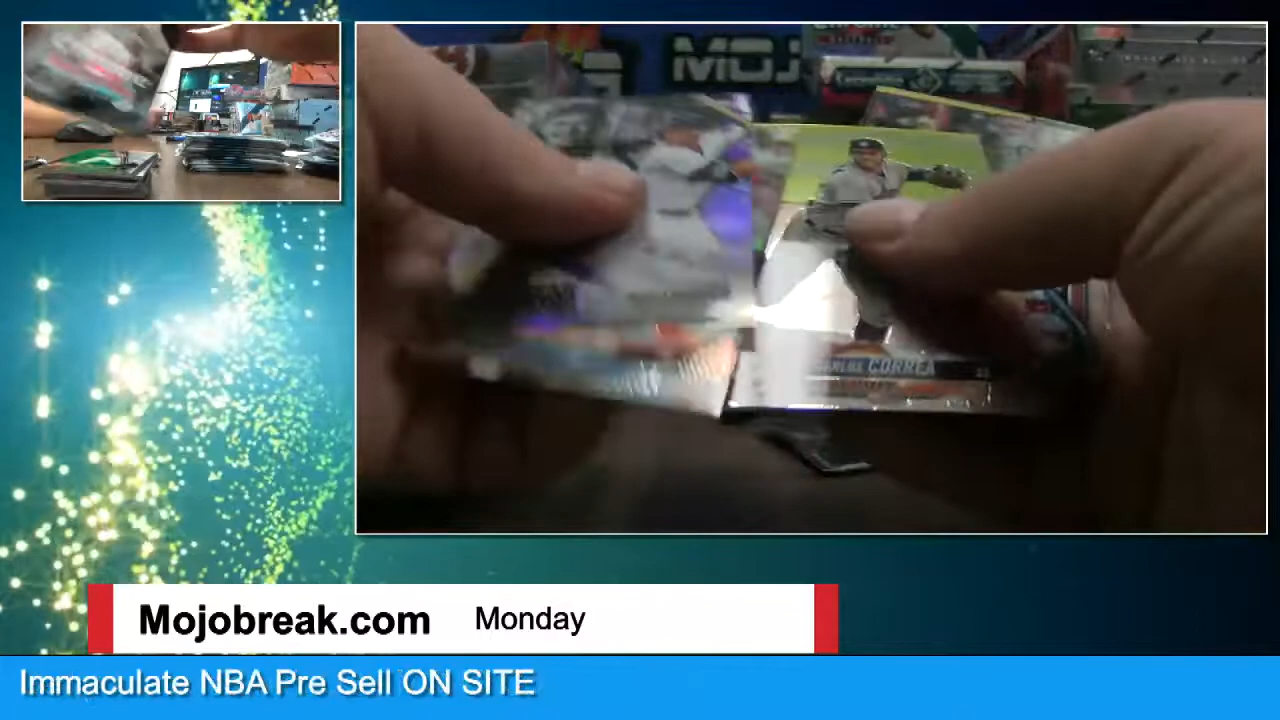 MOJ
CORREA
Mojobreak.com
Monday
Immaculate NBA Pre Sell ON SITE